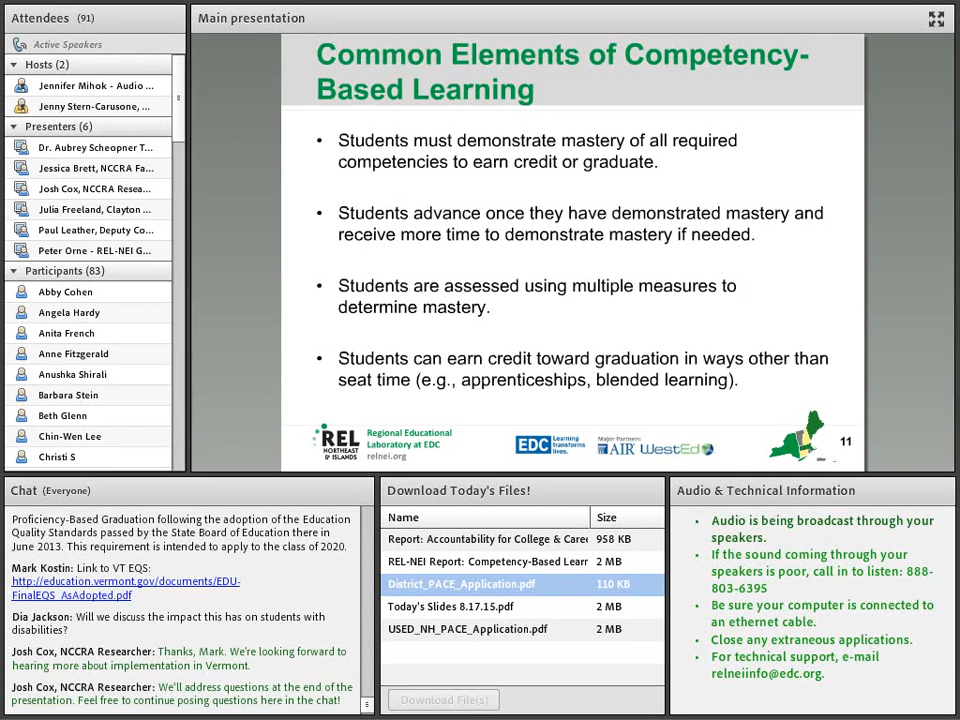 Attendees (91)
Active Speakers
Hosts (2)
Jennifer Mihok - Audio ...
Jenny Stern-Carusone, ...
Presenters (6)
Dr. Aubrey Scheopner T...
Jessica Brett, NCCRA Fa...
Josh Cox, NCCRA Resea...
Julia Freeland, Clayton ...
Paul Leather, Deputy Co...
Peter Orne - REL-NEI G...
Participants (83)
Abby Cohen
Angela Hardy
Anita French
Anne Fitzgerald
Anushka Shirali
Barbara Stein
Beth Glenn
Chin-Wen Lee
Christi S
Main presentation
Common Elements of Competency-
Based Learning
• Students must demonstrate mastery of all required
competencies to earn credit or graduate.
• Students advance once they have demonstrated mastery and
receive more time to demonstrate mastery if needed.
• Students are assessed using multiple measures to
determine mastery.
• Students can earn credit toward graduation in ways other than
seat time (e.g., apprenticeships, blended learning).
REL
NORTHEAST
& ISLANDS
Regional Educational
Laboratory at EDC
relnei.org
EDC Learning
transforms
lives.
Major Partners:
AIR WestEd
11
Chat (Everyone)
Proficiency-Based Graduation following the adoption of the Education
Quality Standards passed by the State Board of Education there in
June 2013. This requirement is intended to apply to the class of 2020.
Mark Kostin: Link to VT EQS:
http://education.vermont.gov/documents/EDU-
FinalEQS_AsAdopted.pdf
Dia Jackson: Will we discuss the impact this has on students with
disabilities?
Josh Cox, NCCRA Researcher: Thanks, Mark. We're looking forward to
hearing more about implementation in Vermont.
Josh Cox, NCCRA Researcher: We'll address questions at the end of the
presentation. Feel free to continue posing questions here in the chat!
Download Today's Files!
Name Size
Report: Accountability for College & Caree 958 KB
REL-NEI Report: Competency-Based Learr 2 MB
District_PACE_Application.pdf 110 KB
Today's Slides 8.17.15.pdf 2 MB
USED_NH_PACE_Application.pdf 2 MB
Download File(s)
Audio & Technical Information
• Audio is being broadcast through your
speakers.
• If the sound coming through your
speakers is poor, call in to listen: 888-
803-6395
• Be sure your computer is connected to
an ethernet cable.
• Close any extraneous applications.
• For technical support, e-mail
relneiinfo@edc.org.